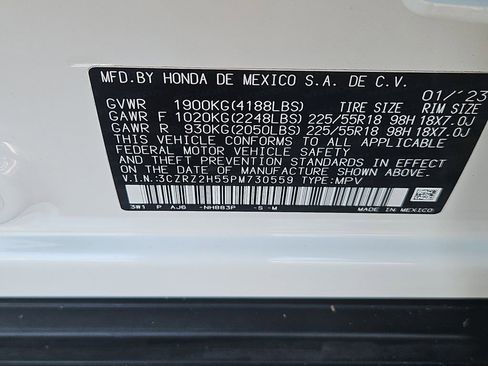 MFD.BY HONDA DE MEXICO S.A. DE C.V. 01/'23
GVWR 1900KG(4188LBS) TIRE SIZE RIM SIZE
GAWR F 1020KG(2248LBS) 225/55R18 98H 18X7.0J
GAWR R 930KG(2050LBS) 225/55R18 98H 18X7.0J
THIS VEHICLE CONFORMS TO ALL APPLICABLE
FEDERAL MOTOR VEHICLE SAFETY
AND THEFT PREVENTION STANDARDS IN EFFECT
ON THE DATE OF MANUFACTURE SHOWN ABOVE.
V.I.N.:3CZRZ2H55PM730559 TYPE:MPV
3W1 P AJ6 -NH883P -S -M MADE IN MEXICO